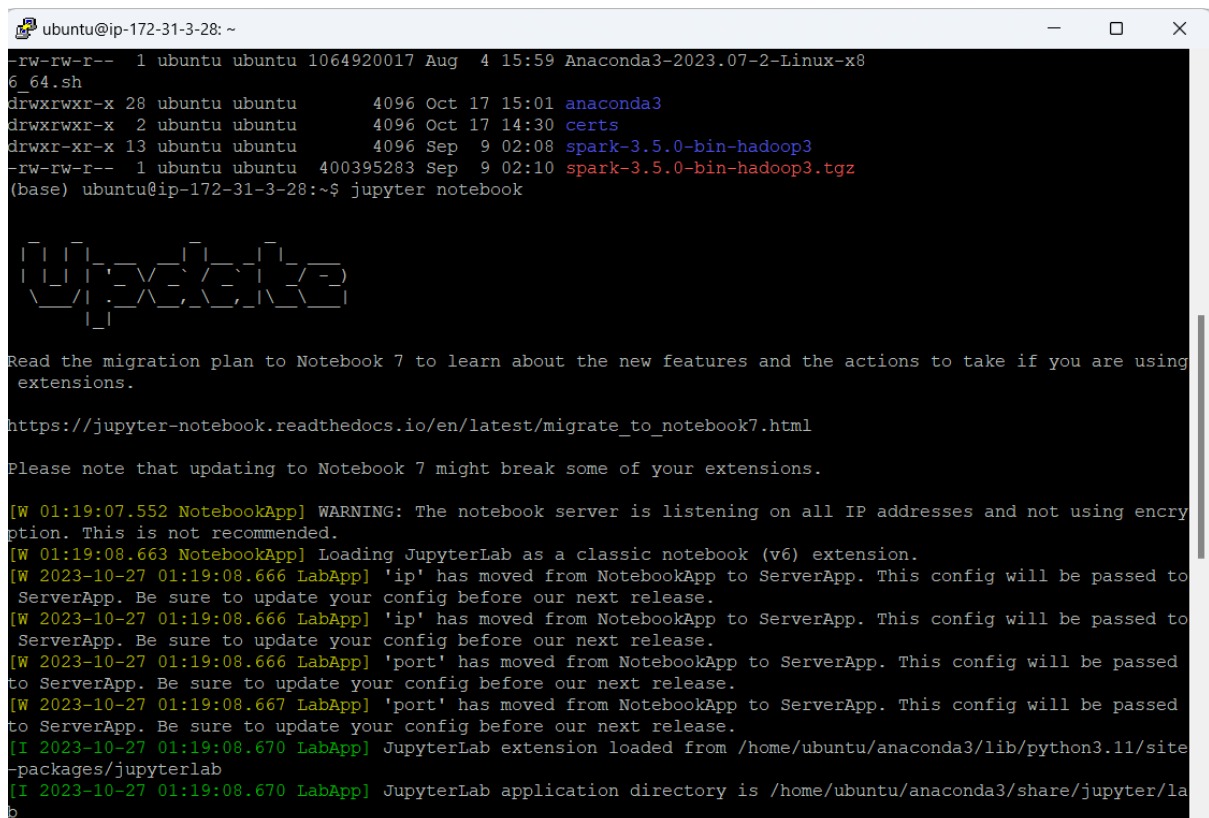 ubuntu@ip-172-31-3-28: ~
-rw-rw-r--  1 ubuntu ubuntu 1064920017 Aug  4 15:59 Anaconda3-2023.07-2-Linux-x8
6_64.sh
drwxrwxr-x 28 ubuntu ubuntu       4096 Oct 17 15:01 anaconda3
drwxrwxr-x  2 ubuntu ubuntu       4096 Oct 17 14:30 certs
drwxr-xr-x 13 ubuntu ubuntu       4096 Sep  9 02:08 spark-3.5.0-bin-hadoop3
-rw-rw-r--  1 ubuntu ubuntu  400395283 Sep  9 02:10 spark-3.5.0-bin-hadoop3.tgz
(base) ubuntu@ip-172-31-3-28:~$ jupyter notebook
Update
Read the migration plan to Notebook 7 to learn about the new features and the actions to take if you are using
 extensions.
https://jupyter-notebook.readthedocs.io/en/latest/migrate_to_notebook7.html
Please note that updating to Notebook 7 might break some of your extensions.
[W 01:19:07.552 NotebookApp] WARNING: The notebook server is listening on all IP addresses and not using encry
ption. This is not recommended.
[W 01:19:08.663 NotebookApp] Loading JupyterLab as a classic notebook (v6) extension.
[W 2023-10-27 01:19:08.666 LabApp] 'ip' has moved from NotebookApp to ServerApp. This config will be passed to
 ServerApp. Be sure to update your config before our next release.
[W 2023-10-27 01:19:08.666 LabApp] 'ip' has moved from NotebookApp to ServerApp. This config will be passed to
 ServerApp. Be sure to update your config before our next release.
[W 2023-10-27 01:19:08.666 LabApp] 'port' has moved from NotebookApp to ServerApp. This config will be passed
to ServerApp. Be sure to update your config before our next release.
[W 2023-10-27 01:19:08.667 LabApp] 'port' has moved from NotebookApp to ServerApp. This config will be passed
to ServerApp. Be sure to update your config before our next release.
[I 2023-10-27 01:19:08.670 LabApp] JupyterLab extension loaded from /home/ubuntu/anaconda3/lib/python3.11/site
-packages/jupyterlab
[I 2023-10-27 01:19:08.670 LabApp] JupyterLab application directory is /home/ubuntu/anaconda3/share/jupyter/la
b